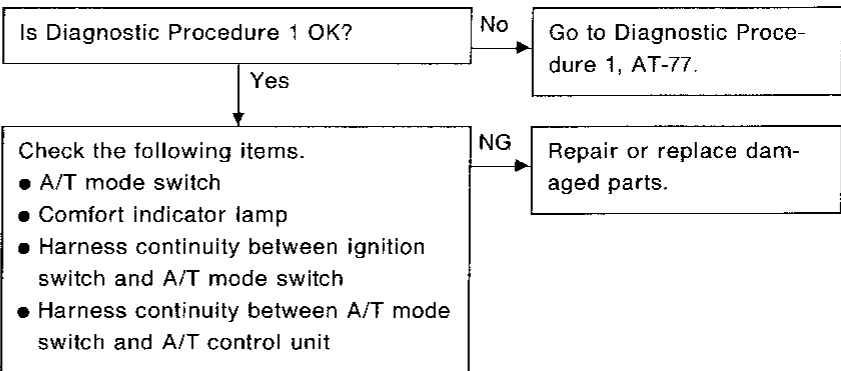 Is Diagnostic Procedure 1 OK?
No
Go to Diagnostic Proce-
dure 1, AT-77.
Yes
Check the following items.
● A/T mode switch
● Comfort indicator lamp
● Harness continuity between ignition
switch and A/T mode switch
● Harness continuity between A/T mode
switch and A/T control unit
NG
Repair or replace dam-
aged parts.